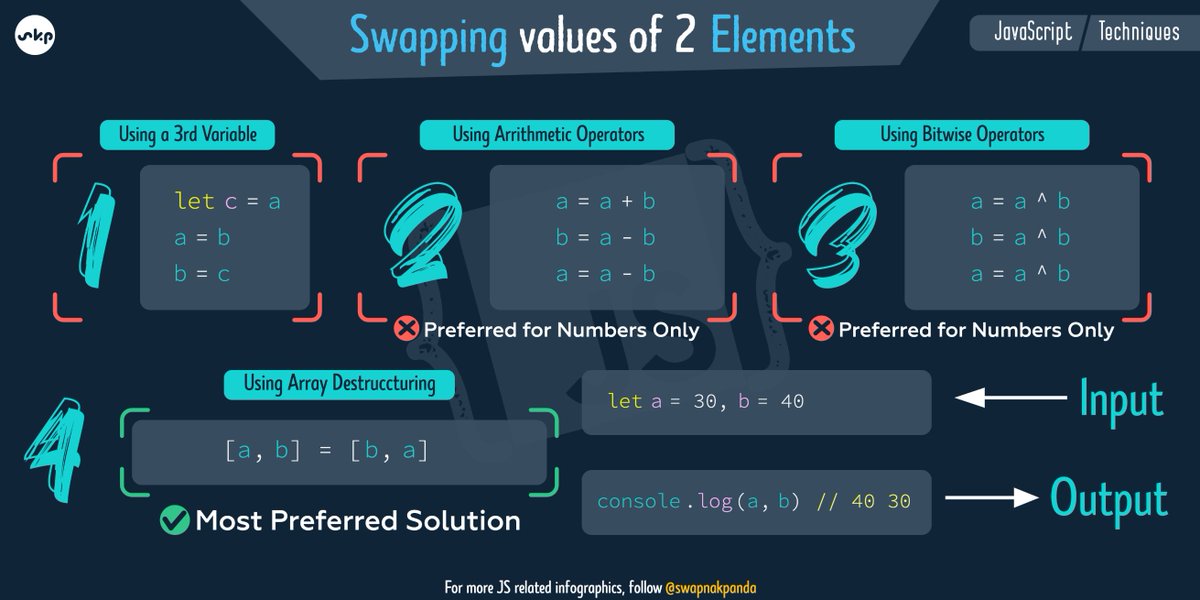 skp
Swapping values of 2 Elements
JavaScript / Techniques
Using a 3rd Variable
1
let c = a
a = b
b = c
Using Arrithmetic Operators
2
a = a + b
b = a - b
a = a - b
Preferred for Numbers Only
Using Bitwise Operators
3
a = a ^ b
b = a ^ b
a = a ^ b
Preferred for Numbers Only
JS
Using Array Destruccturing
4
[a, b] = [b, a]
Most Preferred Solution
let a = 30, b = 40
Input
console.log(a, b) // 40 30
Output
For more JS related infographics, follow @swapnakpanda